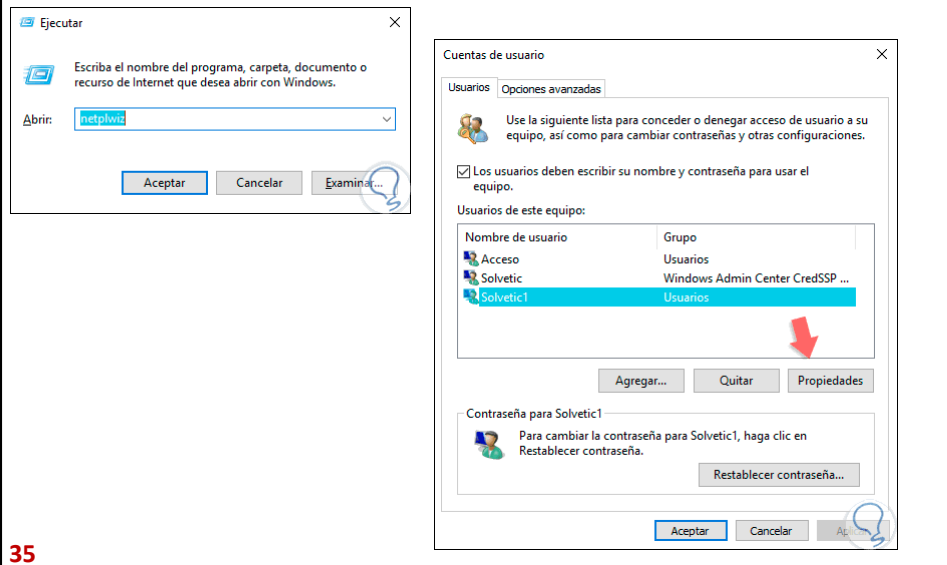 Ejecutar
Escriba el nombre del programa, carpeta, documento o
recurso de Internet que desea abrir con Windows.
Abrir: netplwiz
Aceptar Cancelar Examinar...
Cuentas de usuario
Usuarios Opciones avanzadas
Use la siguiente lista para conceder o denegar acceso de usuario a su
equipo, así como para cambiar contraseñas y otras configuraciones.
Los usuarios deben escribir su nombre y contraseña para usar el
equipo.
Usuarios de este equipo:
Nombre de usuario Grupo
Acceso Usuarios
Solvetic Windows Admin Center CredSSP ...
Solvetic1 Usuarios
Agregar... Quitar Propiedades
Contraseña para Solvetic1
Para cambiar la contraseña para Solvetic1, haga clic en
Restablecer contraseña.
Restablecer contraseña...
Aceptar Cancelar Aplicar
35